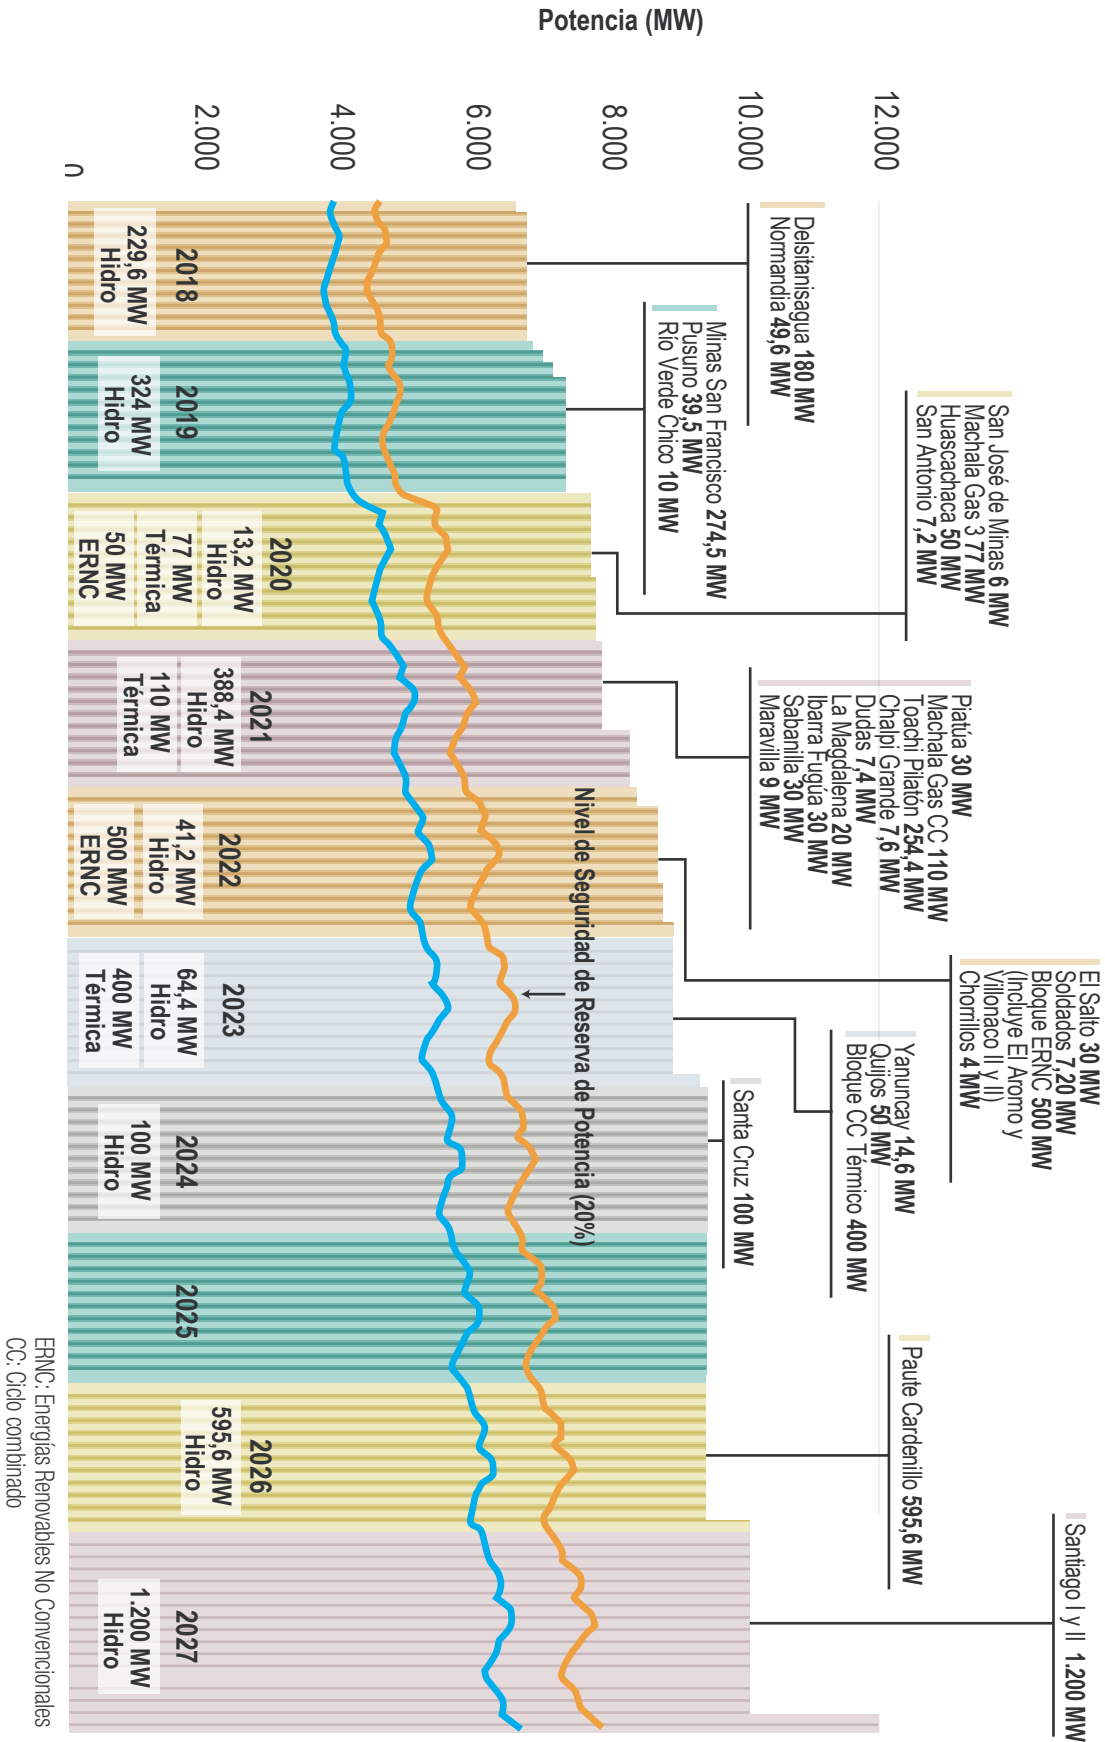 Potencia (MW)
12.000
10.000
8.000
6.000
4.000
2.000
0
Delsitanisagua 180 MW
Normandia 49,6 MW
Minas San Francisco 274,5 MW
Pusuno 39,5 MW
Río Verde Chico 10 MW
San José de Minas 6 MW
Machala Gas 3 77 MW
Huascachaca 50 MW
San Antonio 7,2 MW
Piatúa 30 MW
Machala Gas CC 110 MW
Toachi Pilatón 254,4 MW
Chalpi Grande 7,6 MW
Dudas 7,4 MW
La Magdalena 20 MW
Ibarra Fugúa 30 MW
Sabanilla 30 MW
Maravilla 9 MW
El Salto 30 MW
Soldados 7,20 MW
Bloque ERNC 500 MW
(Incluye El Aromo y
Villonaco II y II)
Chorrillos 4 MW
Yanuncay 14,6 MW
Quijos 50 MW
Bloque CC Térmico 400 MW
Santa Cruz 100 MW
Paute Cardenillo 595,6 MW
Santiago I y II 1.200 MW
Nivel de Seguridad de Reserva de Potencia (20%)
2018
229,6 MW
Hidro
2019
324 MW
Hidro
2020
13,2 MW
Hidro
77 MW
Térmica
50 MW
ERNC
2021
388,4 MW
Hidro
110 MW
Térmica
2022
41,2 MW
Hidro
500 MW
ERNC
2023
64,4 MW
Hidro
400 MW
Térmica
2024
100 MW
Hidro
2025
2026
595,6 MW
Hidro
2027
1.200 MW
Hidro
ERNC: Energías Renovables No Convencionales
CC: Ciclo combinado